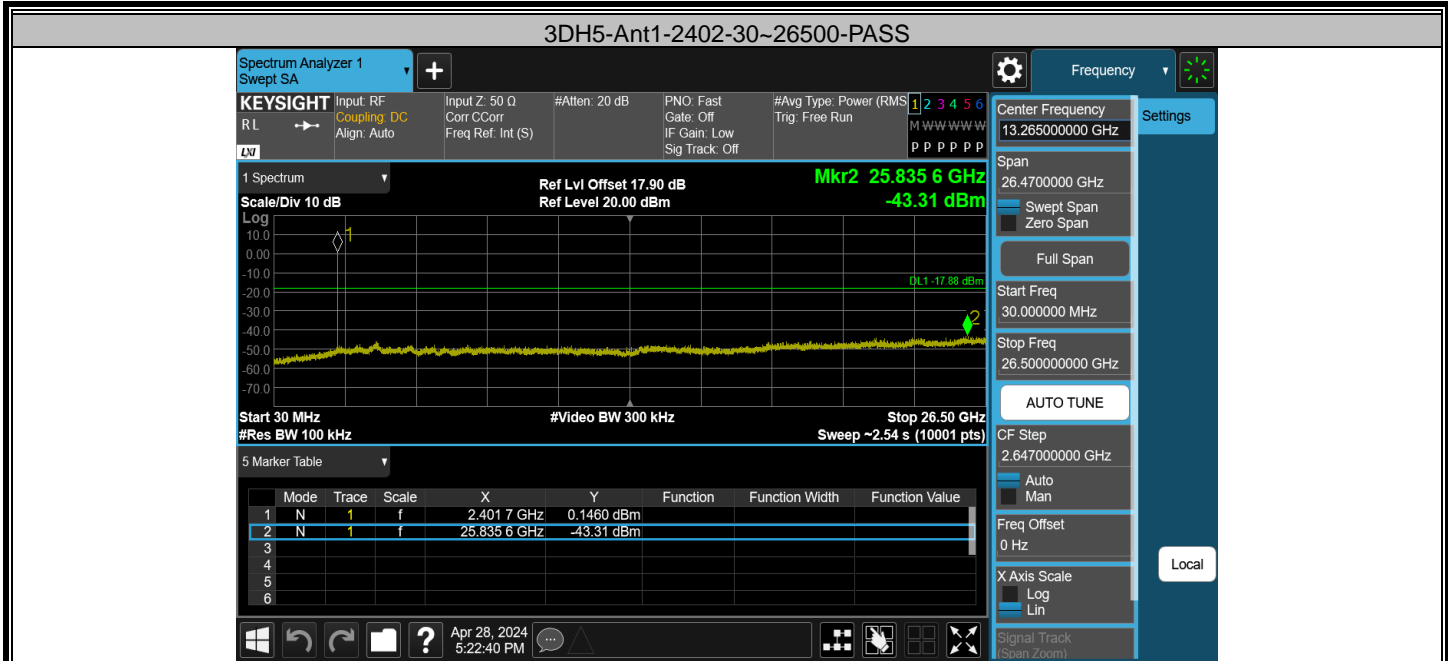 3DH5-Ant1-2402-30~26500-PASS
Spectrum Analyzer 1
Swept SA
Frequency
KEYSIGHT
RL
LXI
Input: RF
Coupling: DC
Align: Auto
Input Z: 50 Ω
Corr CCorr
Freq Ref: Int (S)
#Atten: 20 dB
PNO: Fast
Gate: Off
IF Gain: Low
Sig Track: Off
#Avg Type: Power (RMS
Trig: Free Run
1 2 3 4 5 6
M W W W W W
P P P P P P
1 Spectrum
Scale/Div 10 dB
Ref Lvl Offset 17.90 dB
Ref Level 20.00 dBm
Mkr2 25.835 6 GHz
-43.31 dBm
Log
10.0
0.00
-10.0
-20.0
-30.0
-40.0
-50.0
-60.0
-70.0
1
DL1 -17.88 dBm
2
Start 30 MHz
#Video BW 300 kHz
Stop 26.50 GHz
#Res BW 100 kHz
Sweep ~2.54 s (10001 pts)
5 Marker Table
Mode Trace Scale X Y Function Function Width Function Value
1 N 1 f 2.401 7 GHz 0.1460 dBm
2 N 1 f 25.835 6 GHz -43.31 dBm
3
4
5
6
?
Apr 28, 2024
5:22:40 PM
Center Frequency
13.265000000 GHz
Settings
Span
26.4700000 GHz
Swept Span
Zero Span
Full Span
Start Freq
30.000000 MHz
Stop Freq
26.500000000 GHz
AUTO TUNE
CF Step
2.647000000 GHz
Auto
Man
Freq Offset
0 Hz
Local
X Axis Scale
Log
Lin
Signal Track
(Span Zoom)